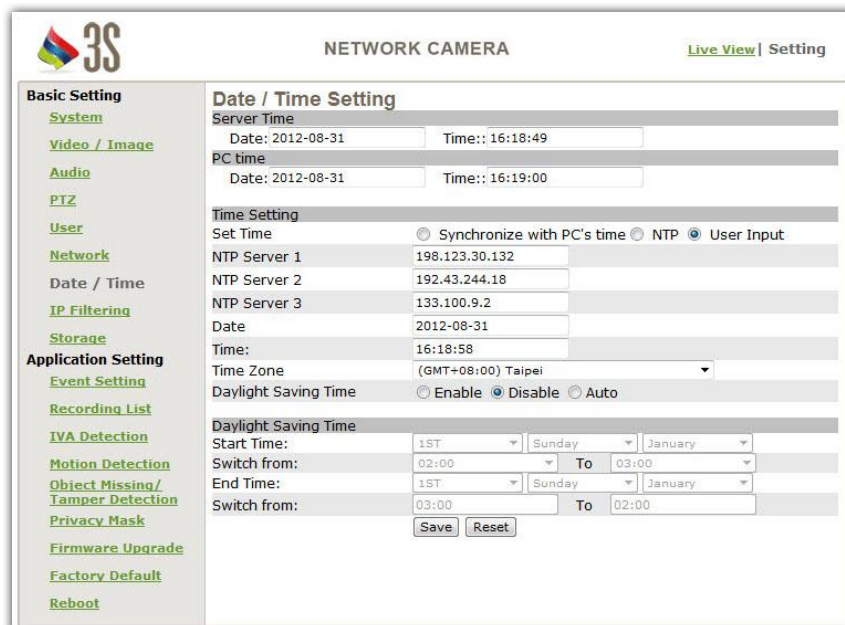 3S
NETWORK CAMERA
Live View| Setting
Basic Setting
System
Video / Image
Audio
PTZ
User
Network
Date / Time
IP Filtering
Storage
Application Setting
Event Setting
Recording List
IVA Detection
Motion Detection
Object Missing/
Tamper Detection
Privacy Mask
Firmware Upgrade
Factory Default
Reboot
Date / Time Setting
Server Time
Date: 2012-08-31 Time:: 16:18:49
PC time
Date: 2012-08-31 Time:: 16:19:00
Time Setting
Set Time Synchronize with PC's time NTP User Input
NTP Server 1 198.123.30.132
NTP Server 2 192.43.244.18
NTP Server 3 133.100.9.2
Date 2012-08-31
Time: 16:18:58
Time Zone (GMT+08:00) Taipei
Daylight Saving Time Enable Disable Auto
Daylight Saving Time
Start Time: 1ST Sunday January
Switch from: 02:00 To 03:00
End Time: 1ST Sunday January
Switch from: 03:00 To 02:00
Save Reset